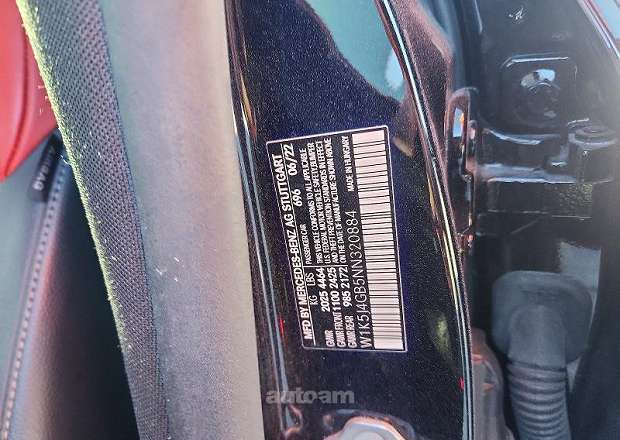 MFD BY MERCEDES-BENZ AG STUTTGART
696 06/22
PASSENGER CAR
KG LBS
THIS VEHICLE CONFORMS TO ALL APPLICABLE
U.S. FEDERAL MOTOR VEHICLE SAFETY,BUMPER
AND THEFT PREVENTION STANDARDS IN EFFECT
ON THE DATE OF MANUFACTURE SHOWN ABOVE
GVWR 2025 4464
GAWR FRONT 1100 2425
GAWR REAR 985 2172
MADE IN HUNGARY
W1K5J4GB5NN320884
autoam
AIRBAG